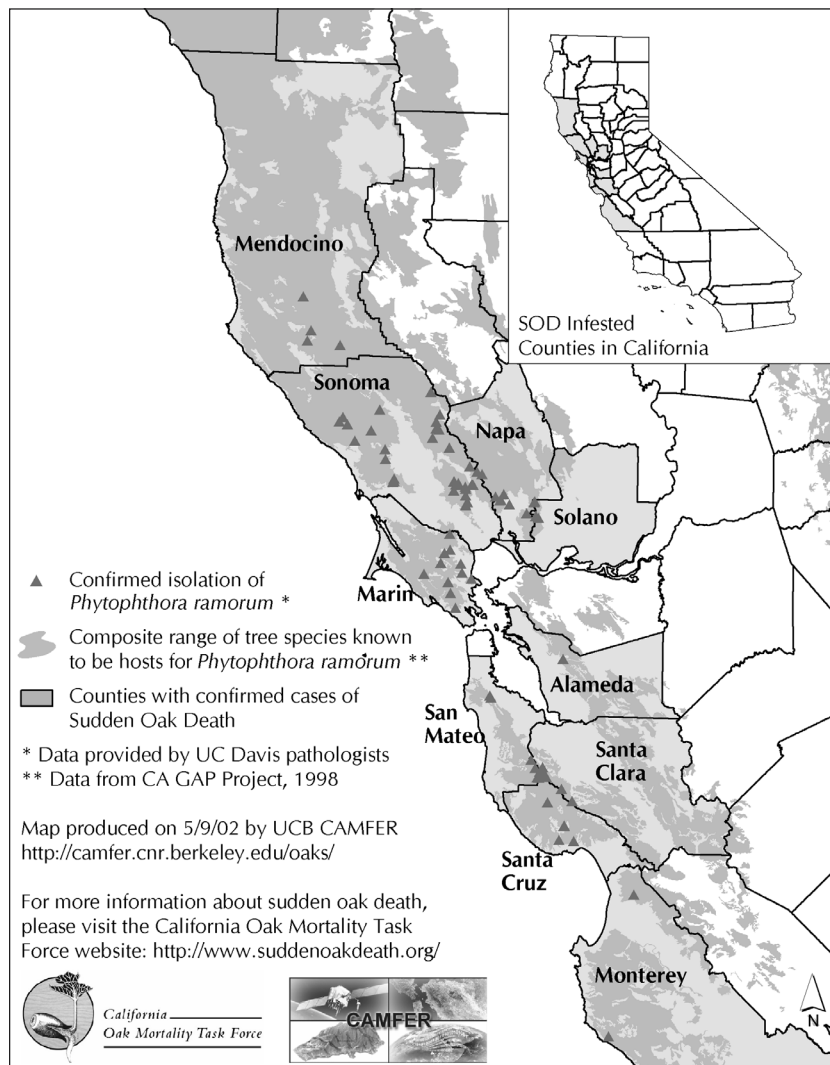 SOD Infested
Counties in California
Mendocino
Sonoma
Napa
Solano
Marin
Alameda
San
Mateo
Santa
Clara
Santa
Cruz
Monterey
N
Confirmed isolation of
Phytophthora ramorum *
Composite range of tree species known
to be hosts for Phytophthora ramorum **
Counties with confirmed cases of
Sudden Oak Death
* Data provided by UC Davis pathologists
** Data from CA GAP Project, 1998
Map produced on 5/9/02 by UCB CAMFER
http://camfer.cnr.berkeley.edu/oaks/
For more information about sudden oak death,
please visit the California Oak Mortality Task
Force website: http://www.suddenoakdeath.org/
California
Oak Mortality Task Force
CAMFER